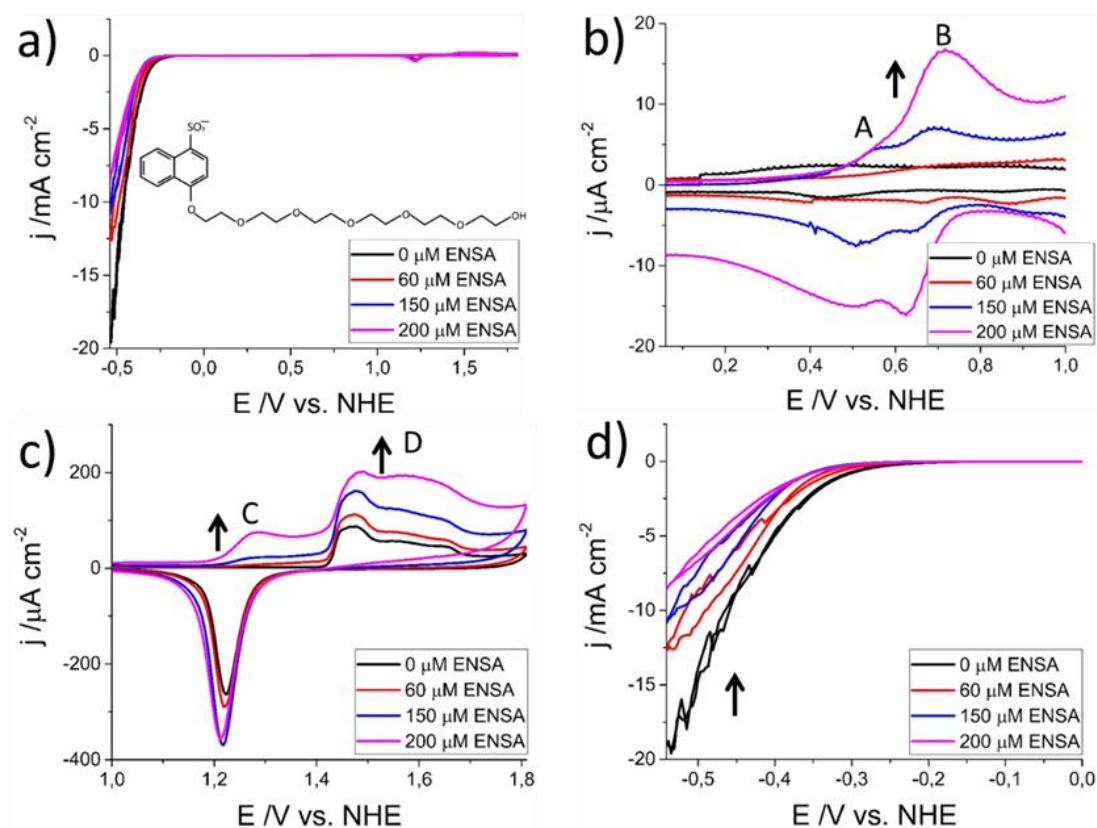 a)
j /mA cm⁻²
0
-5
-10
-15
-20
-0,5 0,0 0,5 1,0 1,5
E /V vs. NHE
SO₃⁻
O O O O O O OH
0 µM ENSA
60 µM ENSA
150 µM ENSA
200 µM ENSA
b)
j /µA cm⁻²
20
10
0
-10
-20
0,2 0,4 0,6 0,8 1,0
E /V vs. NHE
A
B
0 µM ENSA
60 µM ENSA
150 µM ENSA
200 µM ENSA
c)
j /µA cm⁻²
200
0
-200
-400
1,0 1,2 1,4 1,6 1,8
E /V vs. NHE
C
D
0 µM ENSA
60 µM ENSA
150 µM ENSA
200 µM ENSA
d)
j /mA cm⁻²
0
-5
-10
-15
-20
-0,5 -0,4 -0,3 -0,2 -0,1 0,0
E /V vs. NHE
0 µM ENSA
60 µM ENSA
150 µM ENSA
200 µM ENSA